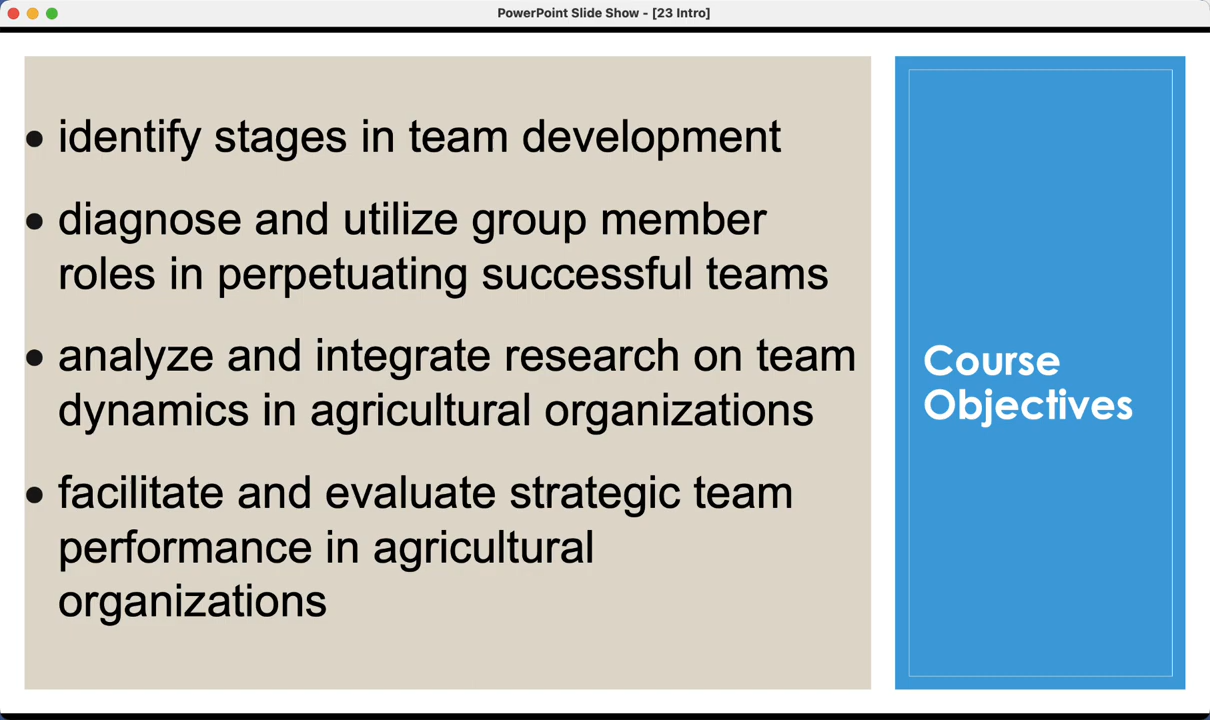 PowerPoint Slide Show - [23 Intro]
• identify stages in team development
• diagnose and utilize group member
roles in perpetuating successful teams
• analyze and integrate research on team
dynamics in agricultural organizations
• facilitate and evaluate strategic team
performance in agricultural
organizations
Course
Objectives